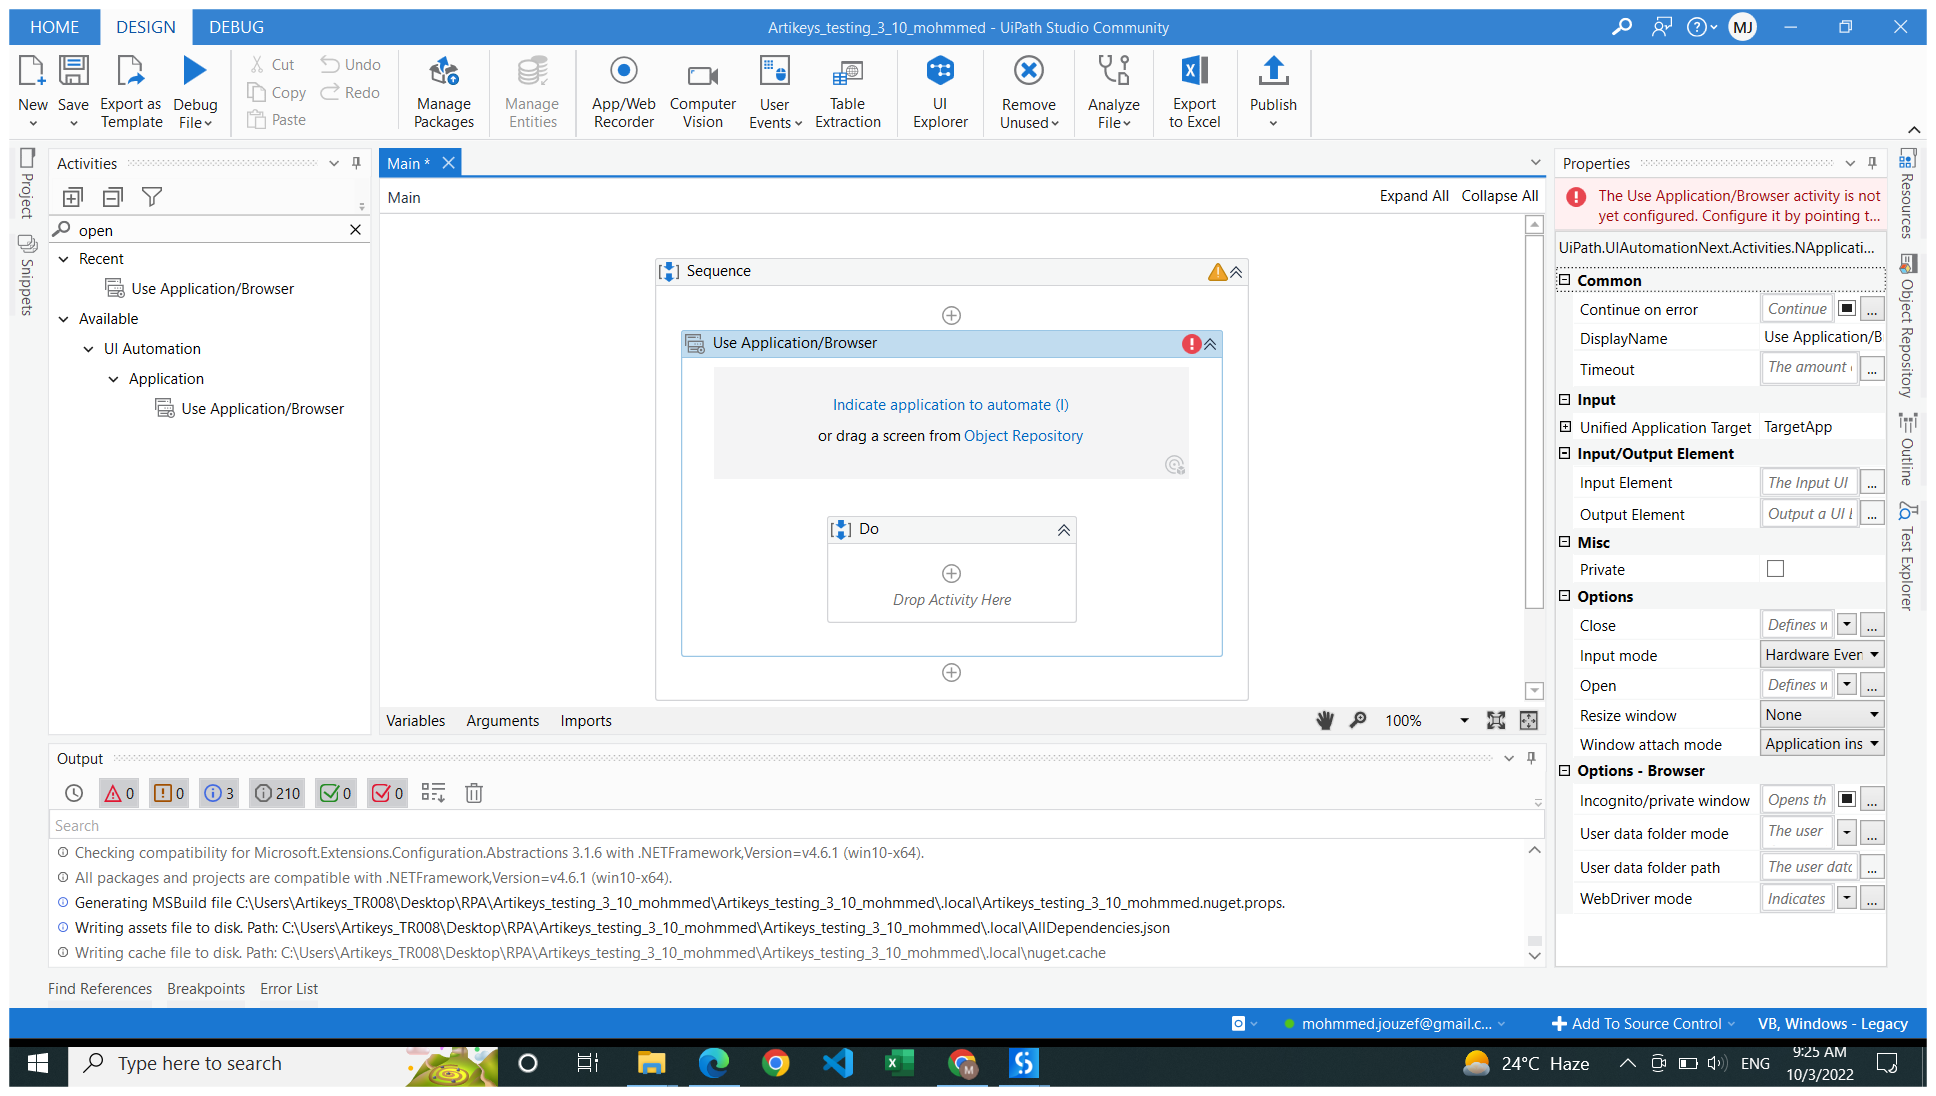 HOME DESIGN DEBUG
Artikeys_testing_3_10_mohmmed - UiPath Studio Community
MJ
New
Save
Export as Template
Debug File
Cut
Copy
Paste
Undo
Redo
Manage Packages
Manage Entities
App/Web Recorder
Computer Vision
User Events
Table Extraction
UI Explorer
Remove Unused
Analyze File
Export to Excel
Publish
Project
Snippets
Activities
open
Recent
Use Application/Browser
Available
UI Automation
Application
Use Application/Browser
Main *
Main
Expand All Collapse All
Sequence
Use Application/Browser
Indicate application to automate (I)
or drag a screen from Object Repository
Do
Drop Activity Here
Variables Arguments Imports
100%
Output
0 0 3 210 0 0
Search
Checking compatibility for Microsoft.Extensions.Configuration.Abstractions 3.1.6 with .NETFramework,Version=v4.6.1 (win10-x64).
All packages and projects are compatible with .NETFramework,Version=v4.6.1 (win10-x64).
Generating MSBuild file C:\Users\Artikeys_TR008\Desktop\RPA\Artikeys_testing_3_10_mohmmed\Artikeys_testing_3_10_mohmmed\.local\Artikeys_testing_3_10_mohmmed.nuget.props.
Writing assets file to disk. Path: C:\Users\Artikeys_TR008\Desktop\RPA\Artikeys_testing_3_10_mohmmed\Artikeys_testing_3_10_mohmmed\.local\AllDependencies.json
Writing cache file to disk. Path: C:\Users\Artikeys_TR008\Desktop\RPA\Artikeys_testing_3_10_mohmmed\Artikeys_testing_3_10_mohmmed\.local\nuget.cache
Find References Breakpoints Error List
Properties
The Use Application/Browser activity is not
yet configured. Configure it by pointing t...
UiPath.UIAutomationNext.Activities.NApplicati...
Common
Continue on error Continue ...
DisplayName Use Application/B
Timeout The amount ...
Input
Unified Application Target TargetApp
Input/Output Element
Input Element The Input UI ...
Output Element Output a UI ...
Misc
Private
Options
Close Defines w ...
Input mode Hardware Ever
Open Defines w ...
Resize window None
Window attach mode Application ins
Options - Browser
Incognito/private window Opens th ...
User data folder mode The user ...
User data folder path The user data ...
WebDriver mode Indicates ...
Resources
Object Repository
Outline
Test Explorer
mohmmed.jouzef@gmail.c...
Add To Source Control
VB, Windows - Legacy
Type here to search
M
24°C Haze
ENG
9:25 AM
10/3/2022